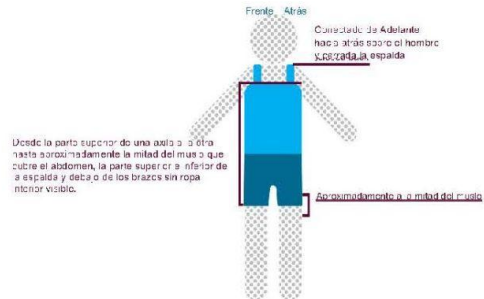 Frente Atrás
Conectado de Adelante
hacia atrás sobre el hombro
y cerrada la espalda
Desde la parte superior de una axila a la otra
hasta aproximadamente la mitad del muslo que
cubre el abdomen, la parte superior e inferior de
la espalda y debajo de los brazos sin ropa
interior visible.
Aproximadamente a la mitad del muslo